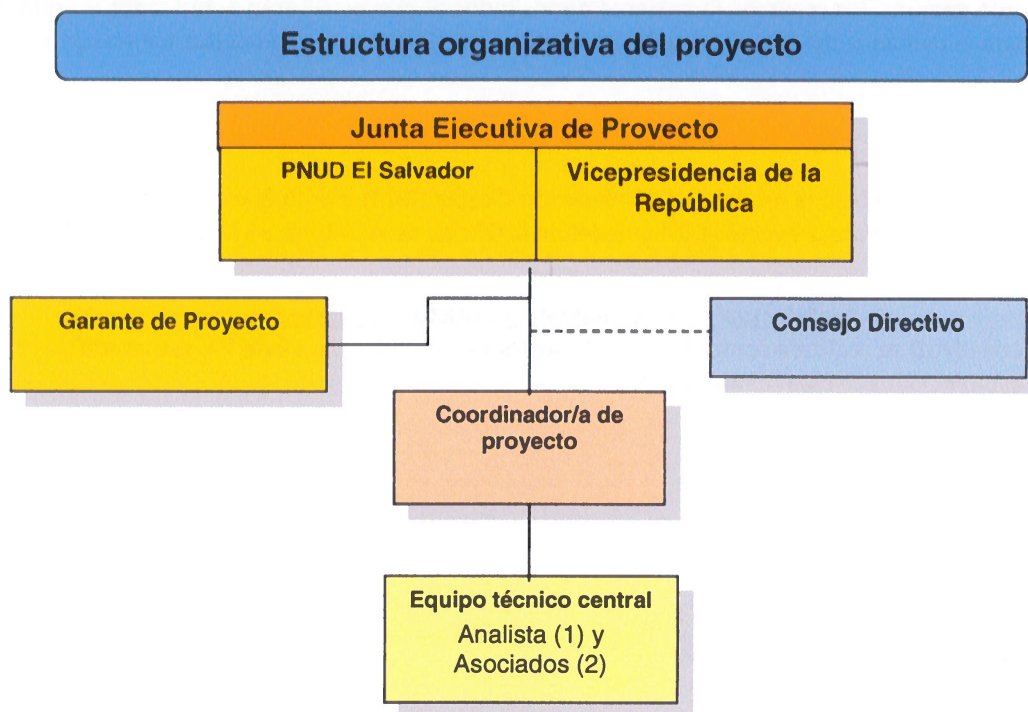 Estructura organizativa del proyecto
Junta Ejecutiva de Proyecto
PNUD El Salvador
Vicepresidencia de la
República
Garante de Proyecto
Consejo Directivo
Coordinador/a de
proyecto
Equipo técnico central
Analista (1) y
Asociados (2)